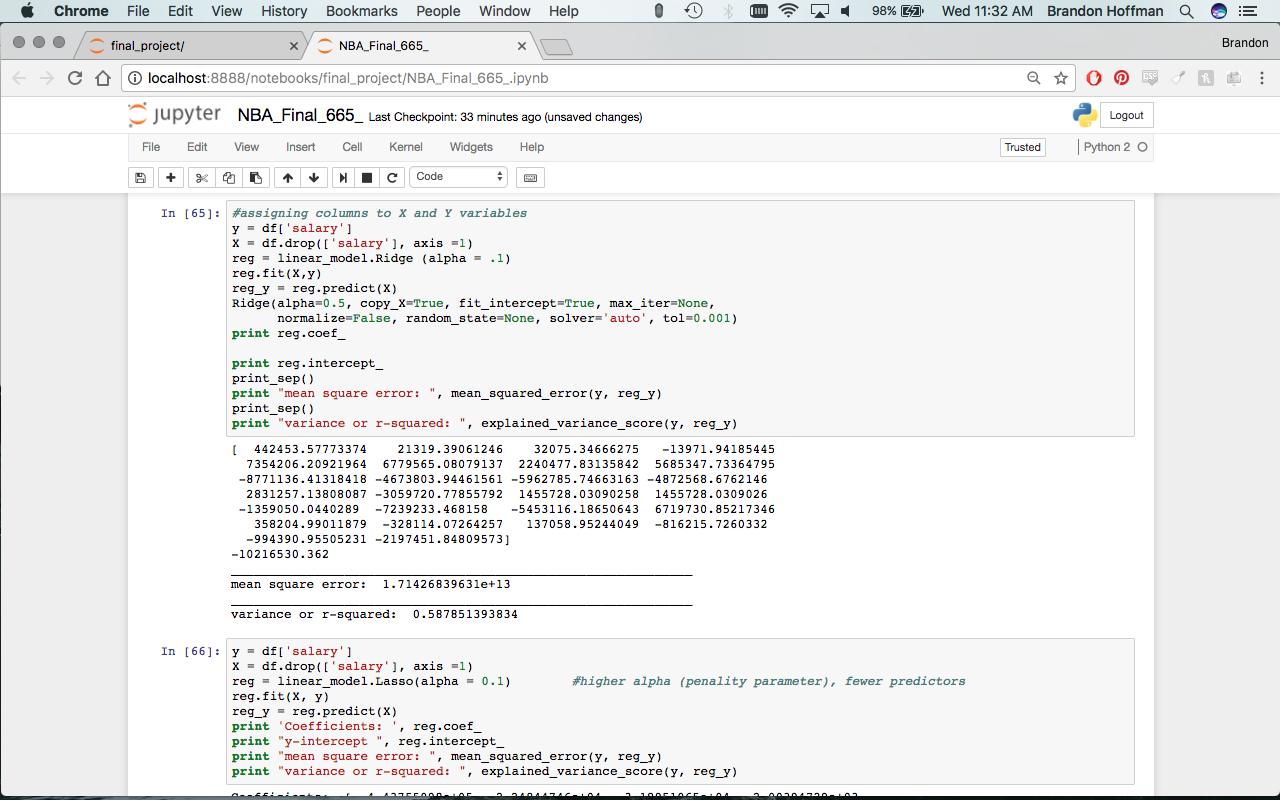 Chrome File Edit View History Bookmarks People Window Help 98% Wed 11:32 AM Brandon Hoffman
final_project/ NBA_Final_665_ Brandon
localhost:8888/notebooks/final_project/NBA_Final_665_.ipynb
jupyter NBA_Final_665_ Last Checkpoint: 33 minutes ago (unsaved changes) Logout
File Edit View Insert Cell Kernel Widgets Help Trusted Python 2
Code
In [65]: #assigning columns to X and Y variables
y = df['salary']
X = df.drop(['salary'], axis =1)
reg = linear_model.Ridge (alpha = .1)
reg.fit(X,y)
reg_y = reg.predict(X)
Ridge(alpha=0.5, copy_X=True, fit_intercept=True, max_iter=None,
normalize=False, random_state=None, solver='auto', tol=0.001)
print reg.coef_
print reg.intercept_
print_sep()
print "mean square error: ", mean_squared_error(y, reg_y)
print_sep()
print "variance or r-squared: ", explained_variance_score(y, reg_y)
[ 442453.57773374 21319.39061246 32075.34666275 -13971.94185445
7354206.20921964 6779565.08079137 2240477.83135842 5685347.73364795
-8771136.41318418 -4673803.94461561 -5962785.74663163 -4872568.6762146
2831257.13808087 -3059720.77855792 1455728.03090258 1455728.0309026
-1359050.0440289 -7239233.468158 -5453116.18650643 6719730.85217346
358204.99011879 -328114.07264257 137058.95244049 -816215.7260332
-994390.95505231 -2197451.84809573]
-10216530.362
mean square error: 1.71426839631e+13
variance or r-squared: 0.587851393834
In [66]: y = df['salary']
X = df.drop(['salary'], axis =1)
reg = linear_model.Lasso(alpha = 0.1) #higher alpha (penality parameter), fewer predictors
reg.fit(X, y)
reg_y = reg.predict(X)
print 'Coefficients: ', reg.coef_
print "y-intercept ", reg.intercept_
print "mean square error: ", mean_squared_error(y, reg_y)
print "variance or r-squared: ", explained_variance_score(y, reg_y)